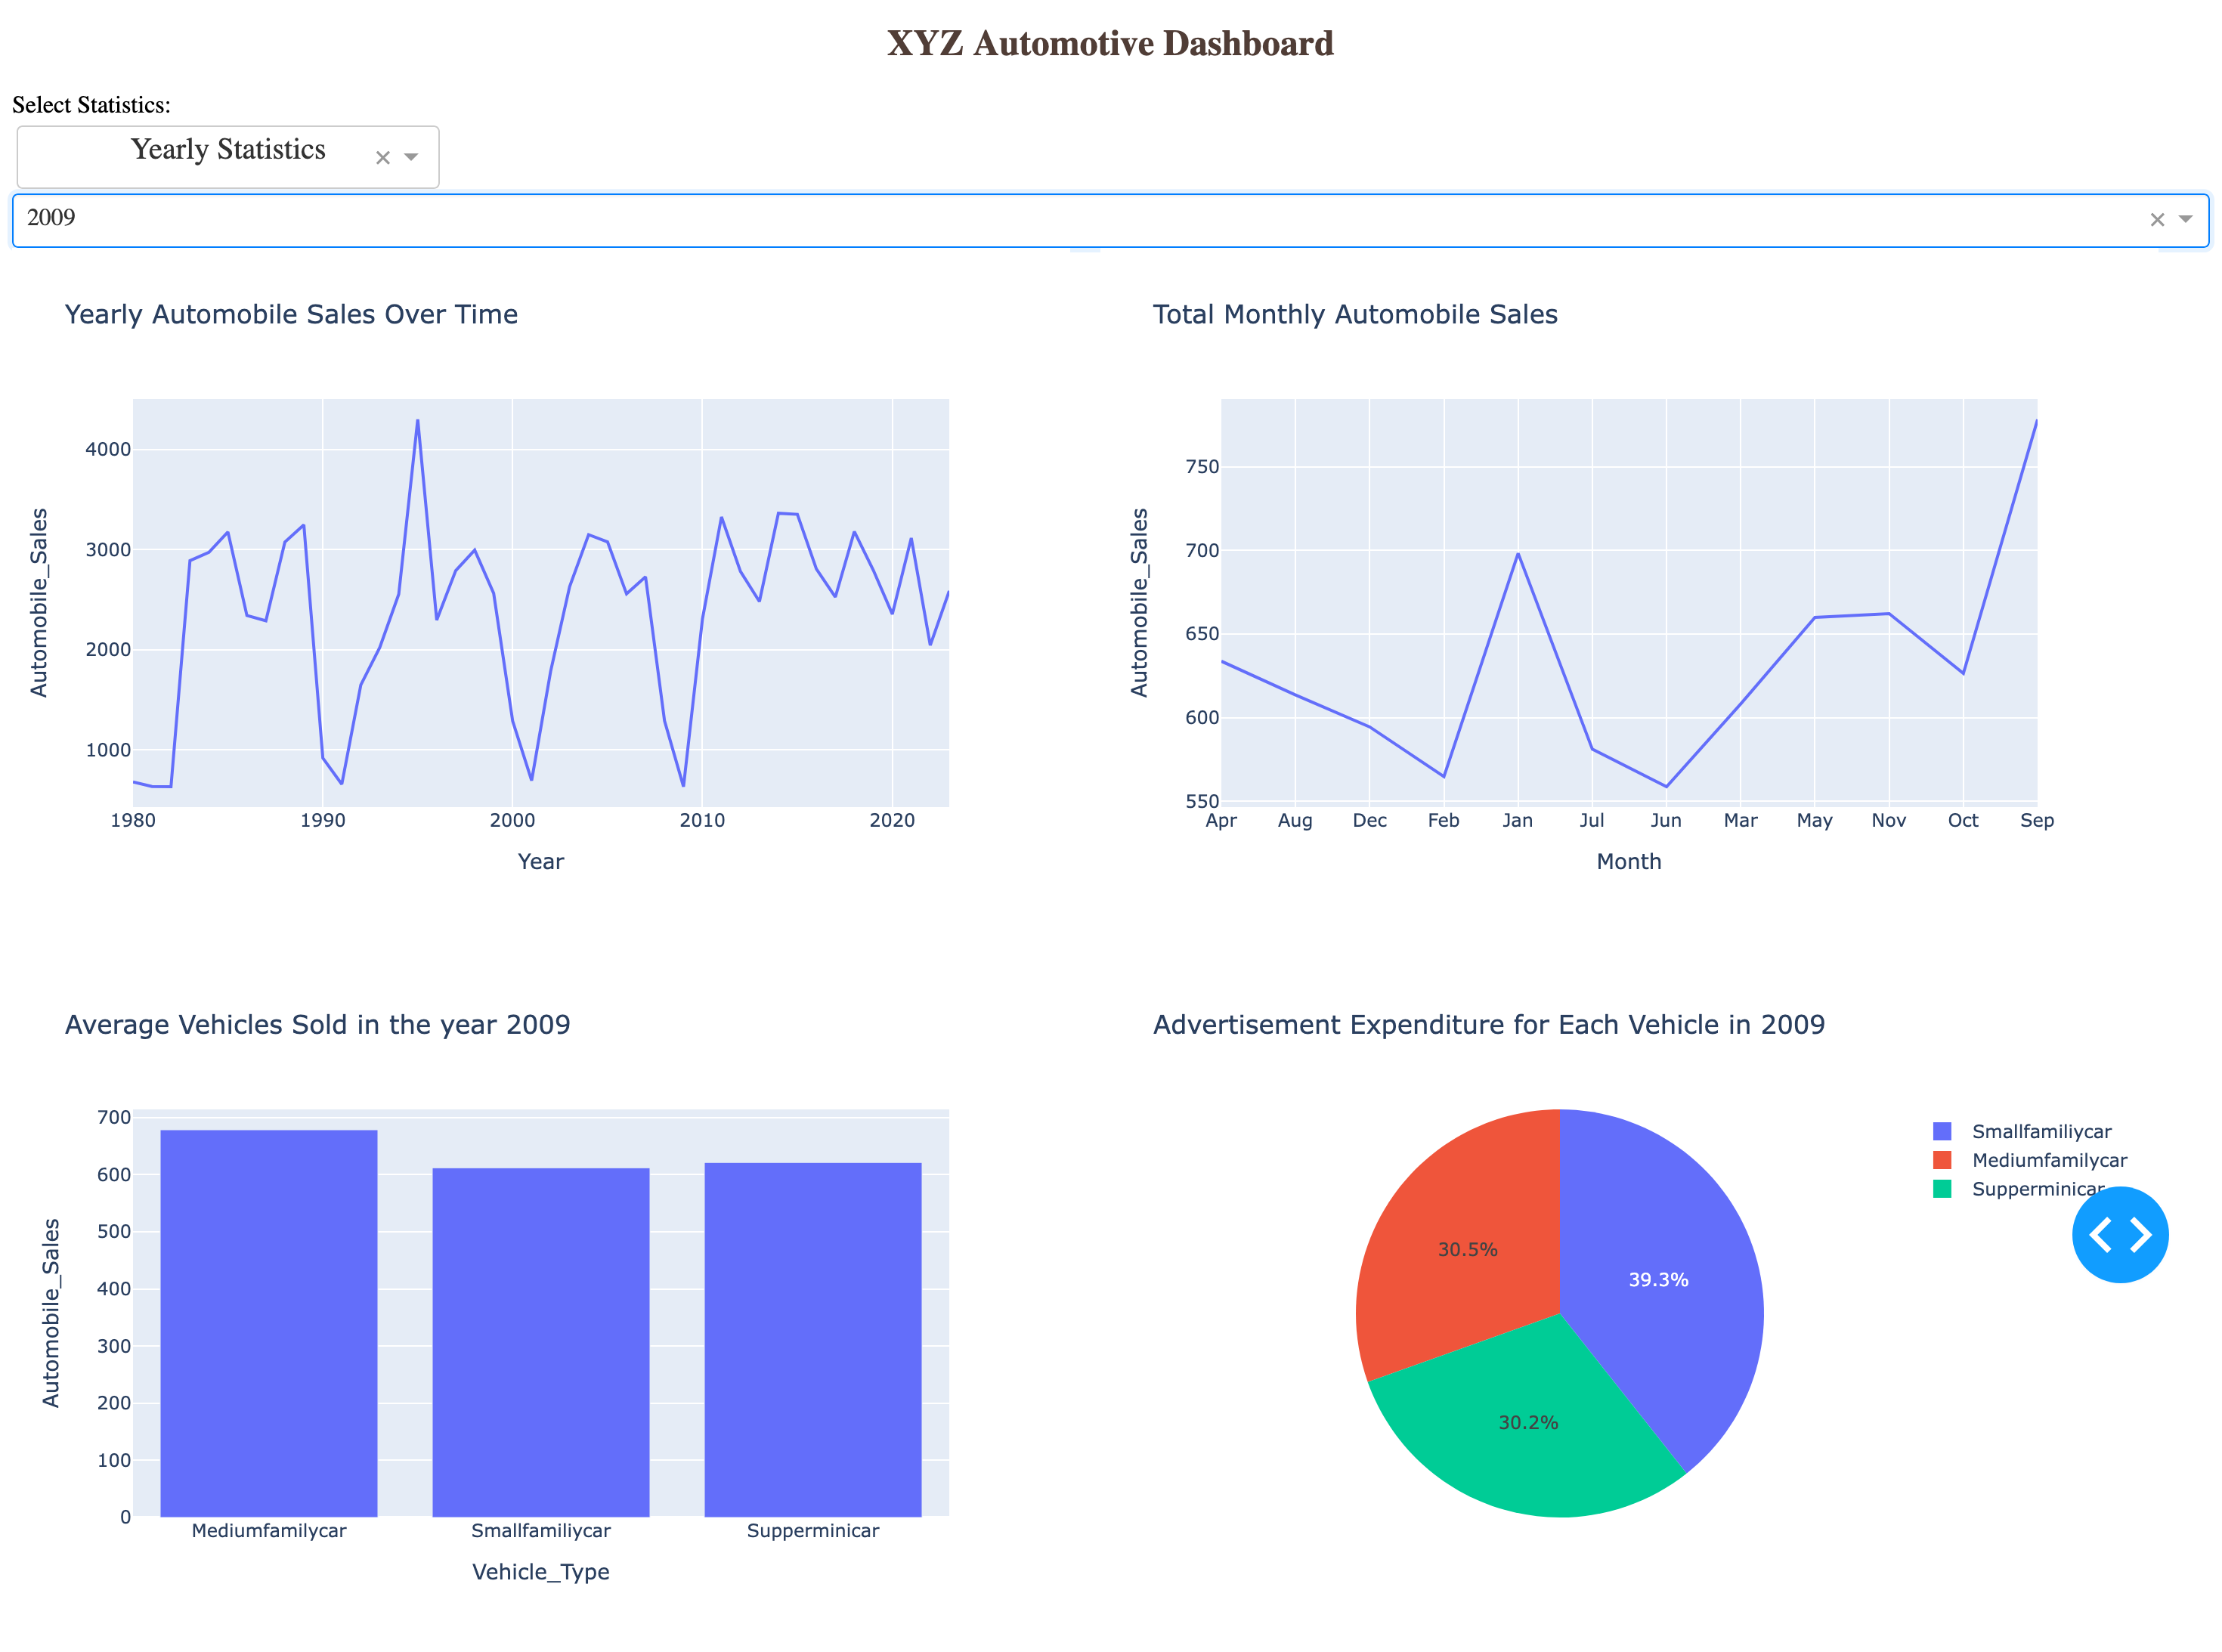 XYZ Automotive Dashboard
Select Statistics:
Yearly Statistics
2009
Yearly Automobile Sales Over Time
Automobile_Sales
4000
3000
2000
1000
1980 1990 2000 2010 2020
Year
Total Monthly Automobile Sales
Automobile_Sales
750
700
650
600
550
Apr Aug Dec Feb Jan Jul Jun Mar May Nov Oct Sep
Month
Average Vehicles Sold in the year 2009
Automobile_Sales
700
600
500
400
300
200
100
0
Mediumfamilycar Smallfamiliycar Supperminicar
Vehicle_Type
Advertisement Expenditure for Each Vehicle in 2009
30.5%
39.3%
30.2%
Smallfamiliycar
Mediumfamilycar
Supperminicar